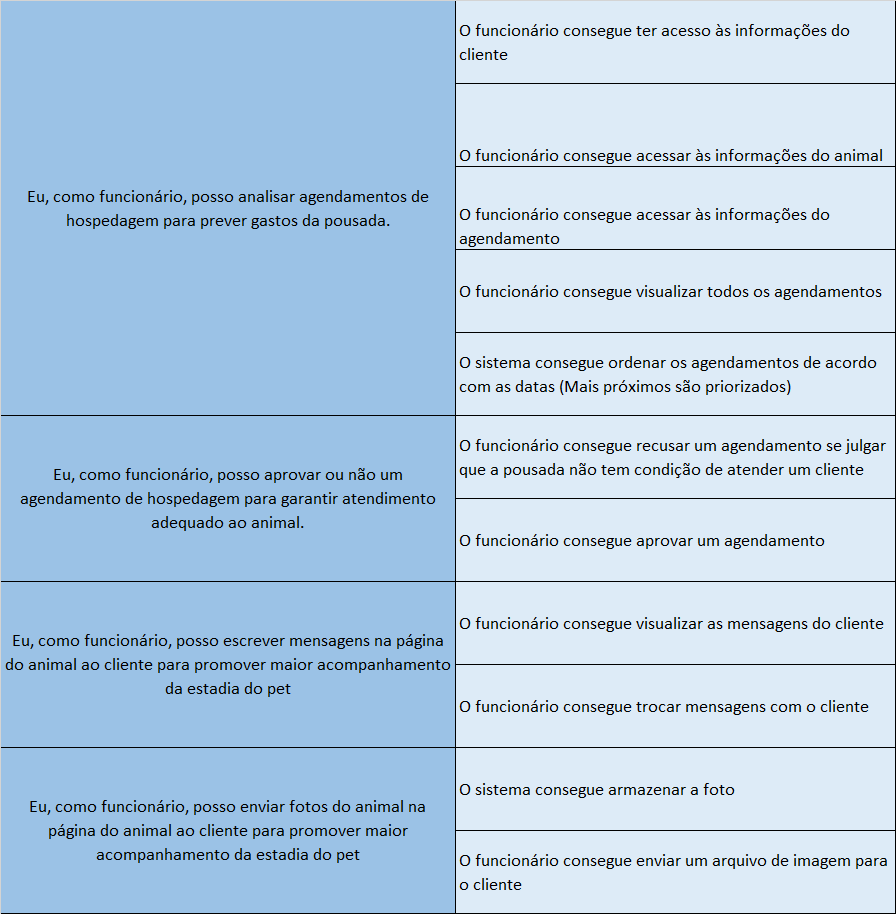 O funcionário consegue ter acesso às informações do
cliente
O funcionário consegue acessar às informações do animal
Eu, como funcionário, posso analisar agendamentos de
hospedagem para prever gastos da pousada.
O funcionário consegue acessar às informações do
agendamento
O funcionário consegue visualizar todos os agendamentos
O sistema consegue ordenar os agendamentos de acordo
com as datas (Mais próximos são priorizados)
Eu, como funcionário, posso aprovar ou não um
agendamento de hospedagem para garantir atendimento
adequado ao animal.
O funcionário consegue recusar um agendamento se julgar
que a pousada não tem condição de atender um cliente
O funcionário consegue aprovar um agendamento
Eu, como funcionário, posso escrever mensagens na página
do animal ao cliente para promover maior acompanhamento
da estadia do pet
O funcionário consegue visualizar as mensagens do cliente
O funcionário consegue trocar mensagens com o cliente
Eu, como funcionário, posso enviar fotos do animal na
página do animal ao cliente para promover maior
acompanhamento da estadia do pet
O sistema consegue armazenar a foto
O funcionário consegue enviar um arquivo de imagem para
o cliente